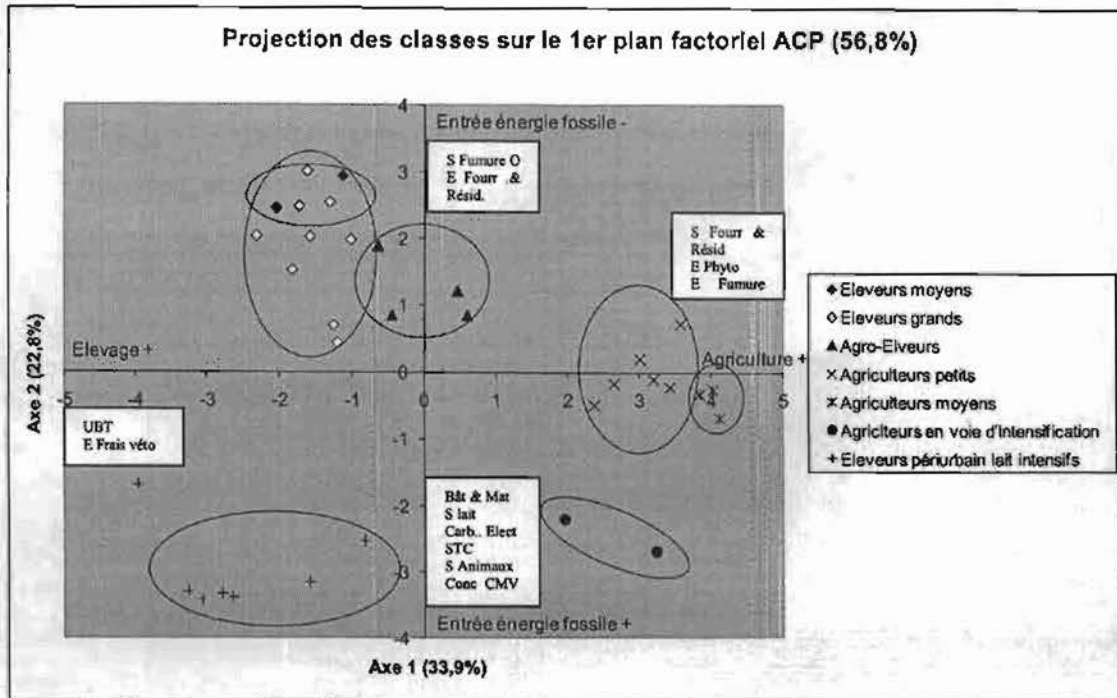 Projection des classes sur le 1er plan factoriel ACP (56,8%)
4
Entrée énergie fossile -
S Fumure O
E Fourr & Résid.
3
S Fourr & Résid
E Phyto
E Fumure
2
1
Elevage +
Agriculture +
0
-5 -4 -3 -2 -1 0 1 2 3 4 5
Axe 2 (22,8%)
UBT
E Frais véto
-1
Bât & Mat
S lait
Carb.. Elect
STC
S Animaux
Conc CMV
-2
-3
Entrée énergie fossile +
-4
Axe 1 (33,9%)
Eleveurs moyens
Eleveurs grands
Agro-Elveurs
Agriculteurs petits
Agriculteurs moyens
Agriciteurs en voie d'intensification
Eleveurs périurbain lait intensifs